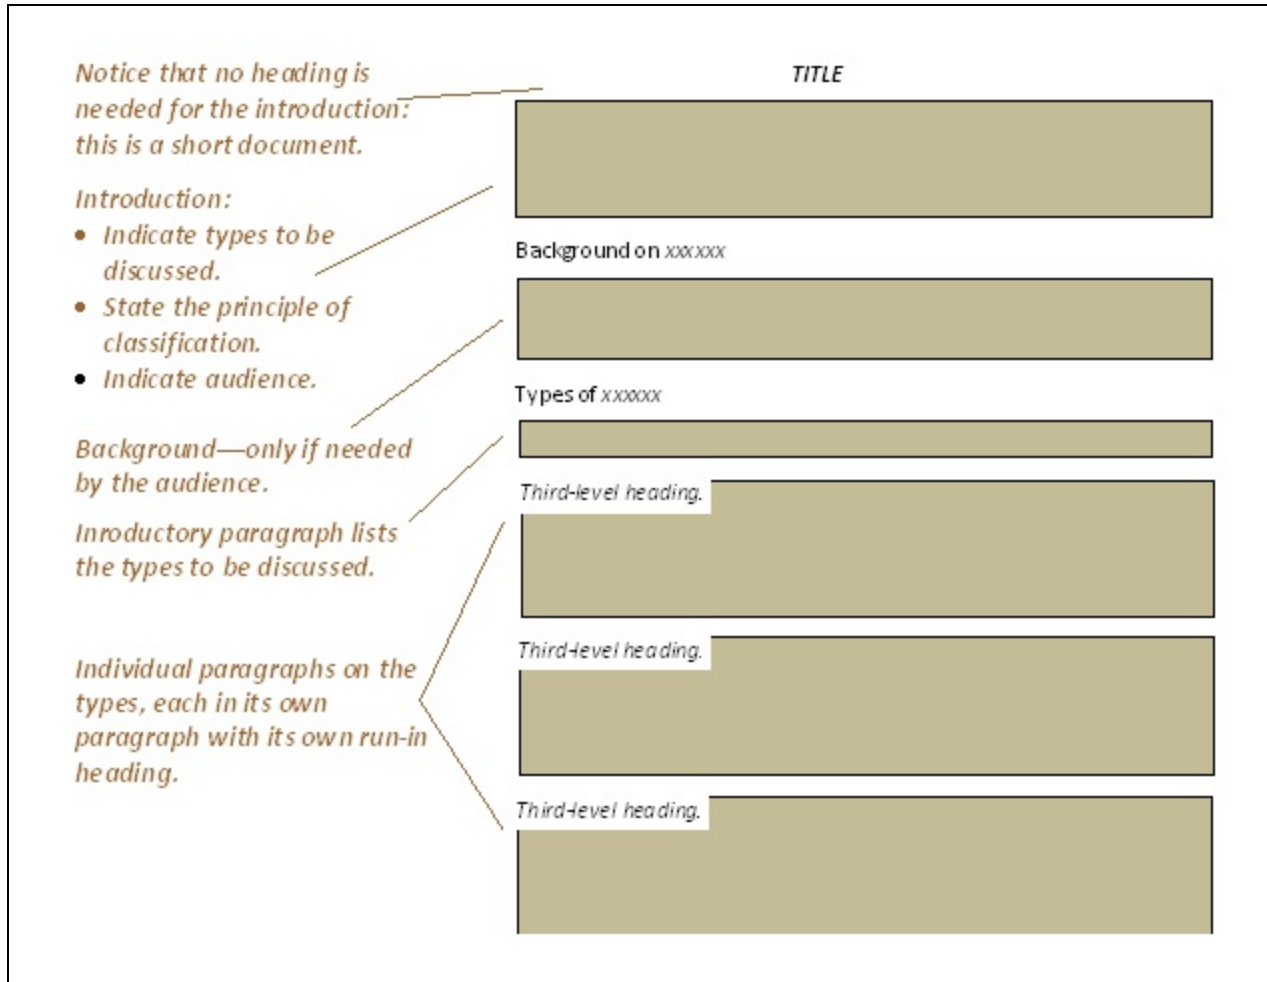 Notice that no heading is
needed for the introduction:
this is a short document.
Introduction:
• Indicate types to be
discussed.
• State the principle of
classification.
• Indicate audience.
Background—only if needed
by the audience.
Inroductory paragraph lists
the types to be discussed.
Individual paragraphs on the
types, each in its own
paragraph with its own run-in
heading.
TITLE
Background on xxxxxx
Types of xxxxxx
Third-level heading.
Third-level heading.
Third-level heading.